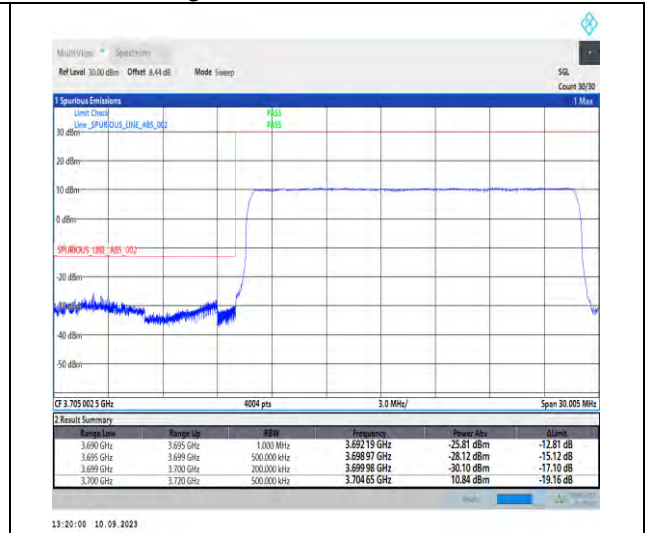 MultiView Spectrum
Ref Level 30.00 dBm Offset 8.44 dB Mode Sweep SGL
Count 30/30
1 Spurious Emissions 1 Max
Limit Check PASS
Line _SPURIOUS_LINE_ABS_002 PASS
30 dBm
20 dBm
10 dBm
0 dBm
SPURIOUS_LINE_ABS_002
-20 dBm
-30 dBm
-40 dBm
-50 dBm
CF 3.705 002 5 GHz 4004 pts 3.0 MHz/ Span 30.005 MHz
2 Result Summary
Range Low Range Up RBW Frequency Power Abs ΔLimit
3.690 GHz 3.695 GHz 1.000 MHz 3.692 19 GHz -25.81 dBm -12.81 dB
3.695 GHz 3.699 GHz 500.000 kHz 3.698 97 GHz -28.12 dBm -15.12 dB
3.699 GHz 3.700 GHz 200.000 kHz 3.699 98 GHz -30.10 dBm -17.10 dB
3.700 GHz 3.720 GHz 500.000 kHz 3.704 65 GHz 10.84 dBm -19.16 dB
13:20:00 10.09.2023